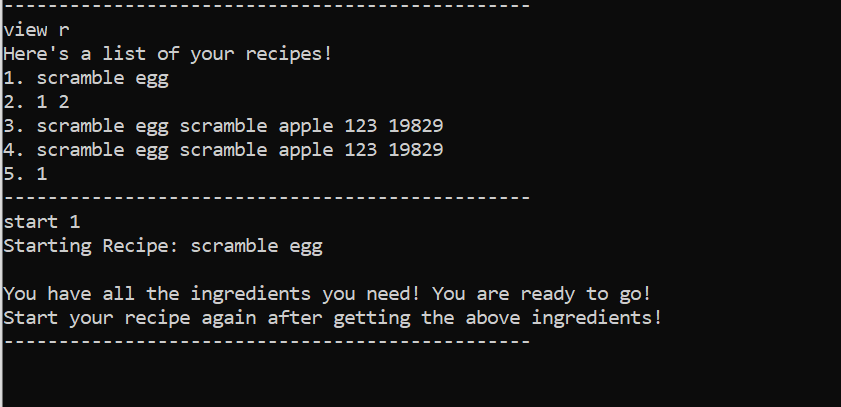 ------------------------------------------------
view r
Here's a list of your recipes!
1. scramble egg
2. 1 2
3. scramble egg scramble apple 123 19829
4. scramble egg scramble apple 123 19829
5. 1
------------------------------------------------
start 1
Starting Recipe: scramble egg

You have all the ingredients you need! You are ready to go!
Start your recipe again after getting the above ingredients!
------------------------------------------------